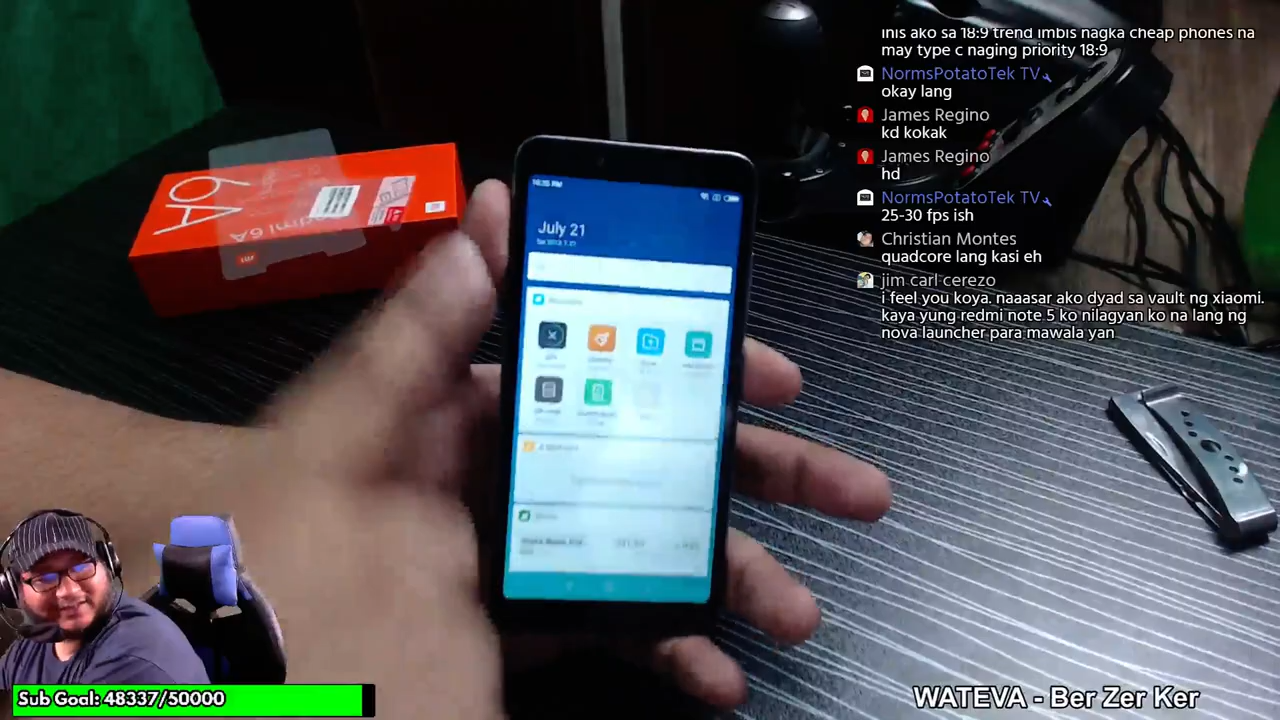 inis ako sa 18:9 trend imbis nagka cheap phones na
may type c naging priority 18:9
NormsPotatoTek TV
okay lang
James Regino
kd kokak
James Regino
hd
NormsPotatoTek TV
25-30 fps ish
Christian Montes
quadcore lang kasi eh
jim carl cerezo
i feel you koya. naaasar ako dyad sa vault ng xiaomi.
kaya yung redmi note 5 ko nilagyan ko na lang ng
nova launcher para mawala yan
6A
Redmi 6A
July 21
Sub Goal: 48337/50000
WATEVA - Ber Zer Ker